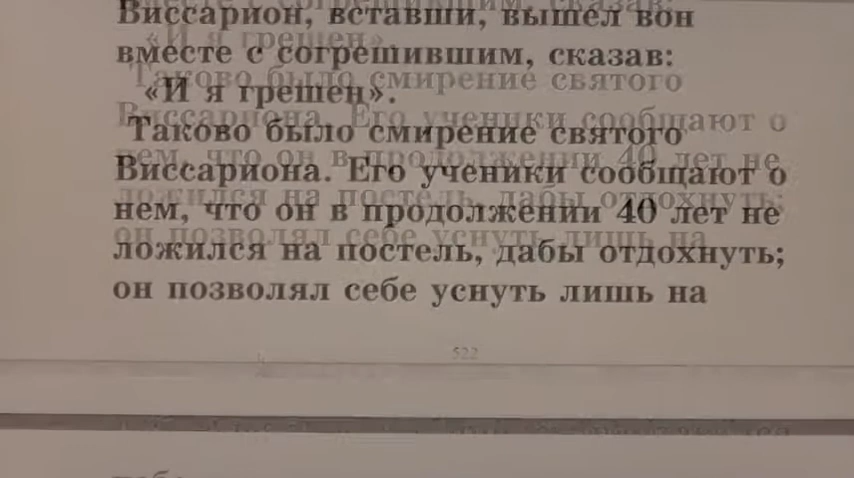 Виссарион, вставши, вышел вон
вместе с согрешившим, сказав:
«И я грешен».
Таково было смирение святого
Виссариона. Его ученики сообщают о
нем, что он в продолжении 40 лет не
ложился на постель, дабы отдохнуть;
он позволял себе уснуть лишь на
522